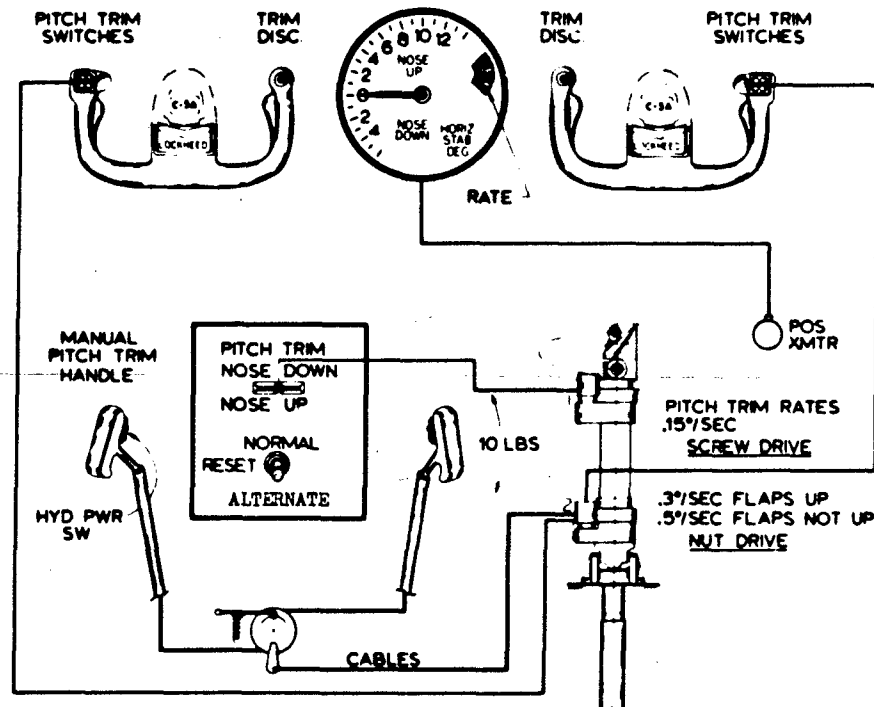 PITCH TRIM
SWITCHES
TRIM
DISC
PITCH TRIM
SWITCHES
TRIM
DISC
C-5A
LOCKHEED
C-5A
LOCKHEED
4 2 0 2 4 6 8 10 12
NOSE
UP
NOSE
DOWN
HORIZ
STAB
DEG
RATE
POS
XMTR
MANUAL
PITCH TRIM
HANDLE
PITCH TRIM
NOSE DOWN
NOSE UP
NORMAL
RESET
ALTERNATE
10 LBS
PITCH TRIM RATES
.15°/SEC
SCREW DRIVE
.3°/SEC FLAPS UP
.5°/SEC FLAPS NOT UP
NUT DRIVE
HYD PWR
SW
CABLES